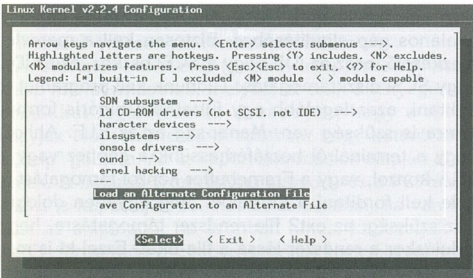 Linux Kernel v2.2.4 Configuration
Arrow keys navigate the menu. <Enter> selects submenus --->.
Highlighted letters are hotkeys. Pressing <Y> includes, <N> excludes.
<M> modularizes features. Press <Esc><Esc> to exit, <?> for Help.
Legend: [*] built-in [ ] excluded <M> module < > module capable
SDN subsystem
ld CD-ROM drivers (not SCSI, not IDE) --->
haracter devices --->
ilesystems --->
onsole drivers --->
ound
ernel hacking --->
---
Load an Alternate Configuration File
ave Configuration to an Alternate File
<Select> < Exit > < Help >